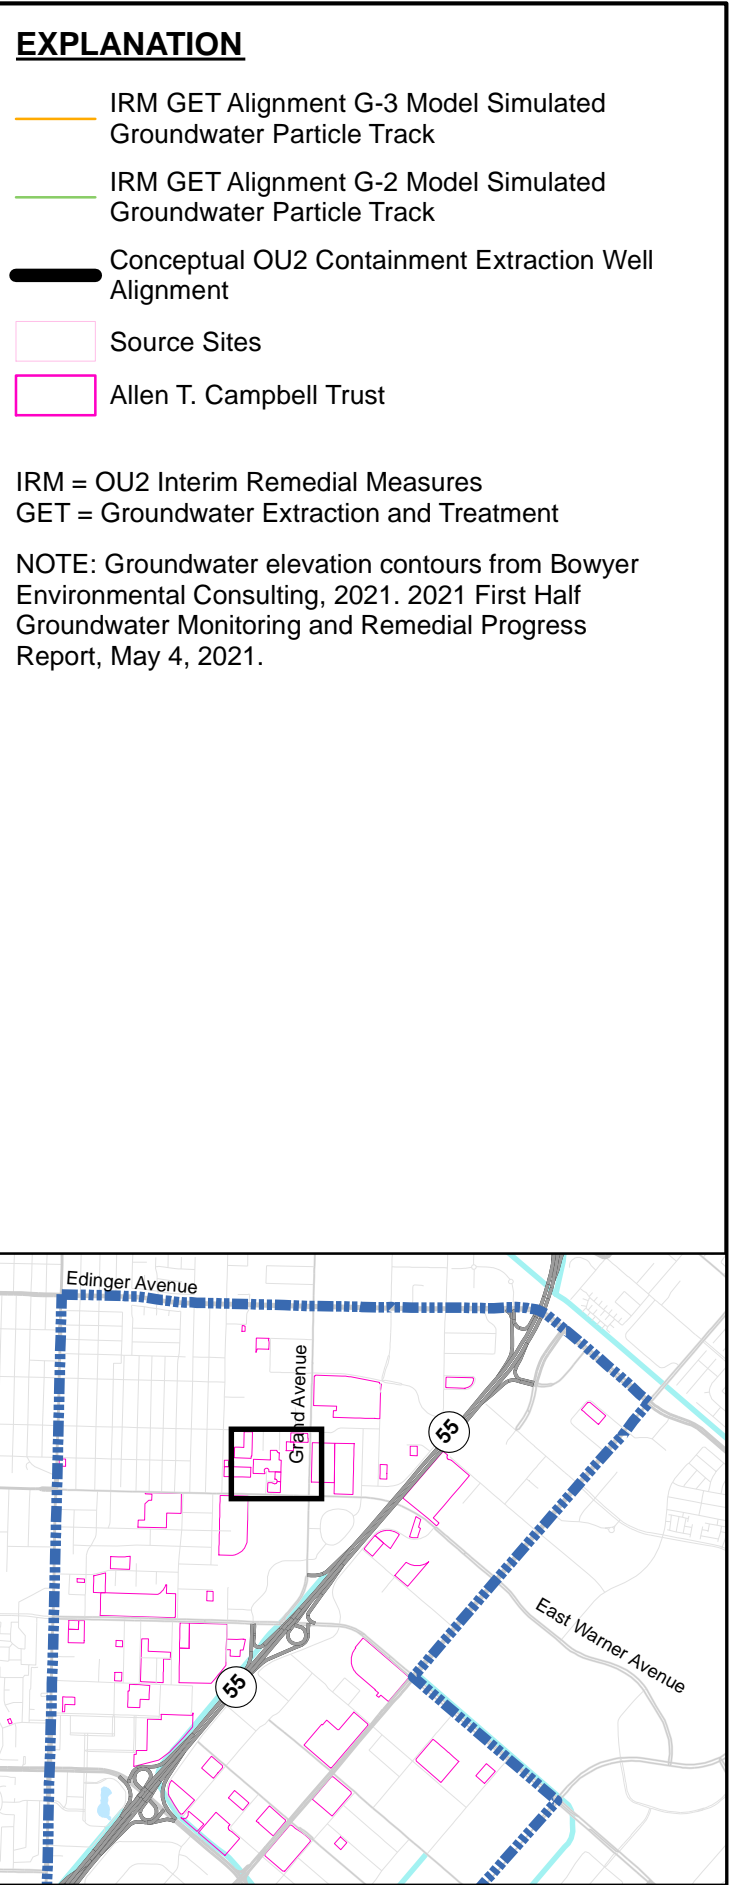 EXPLANATION
IRM GET Alignment G-3 Model Simulated
Groundwater Particle Track
IRM GET Alignment G-2 Model Simulated
Groundwater Particle Track
Conceptual OU2 Containment Extraction Well
Alignment
Source Sites
Allen T. Campbell Trust
IRM = OU2 Interim Remedial Measures
GET = Groundwater Extraction and Treatment
NOTE: Groundwater elevation contours from Bowyer
Environmental Consulting, 2021. 2021 First Half
Groundwater Monitoring and Remedial Progress
Report, May 4, 2021.
Edinger Avenue
Grand Avenue
55
East Warner Avenue
55